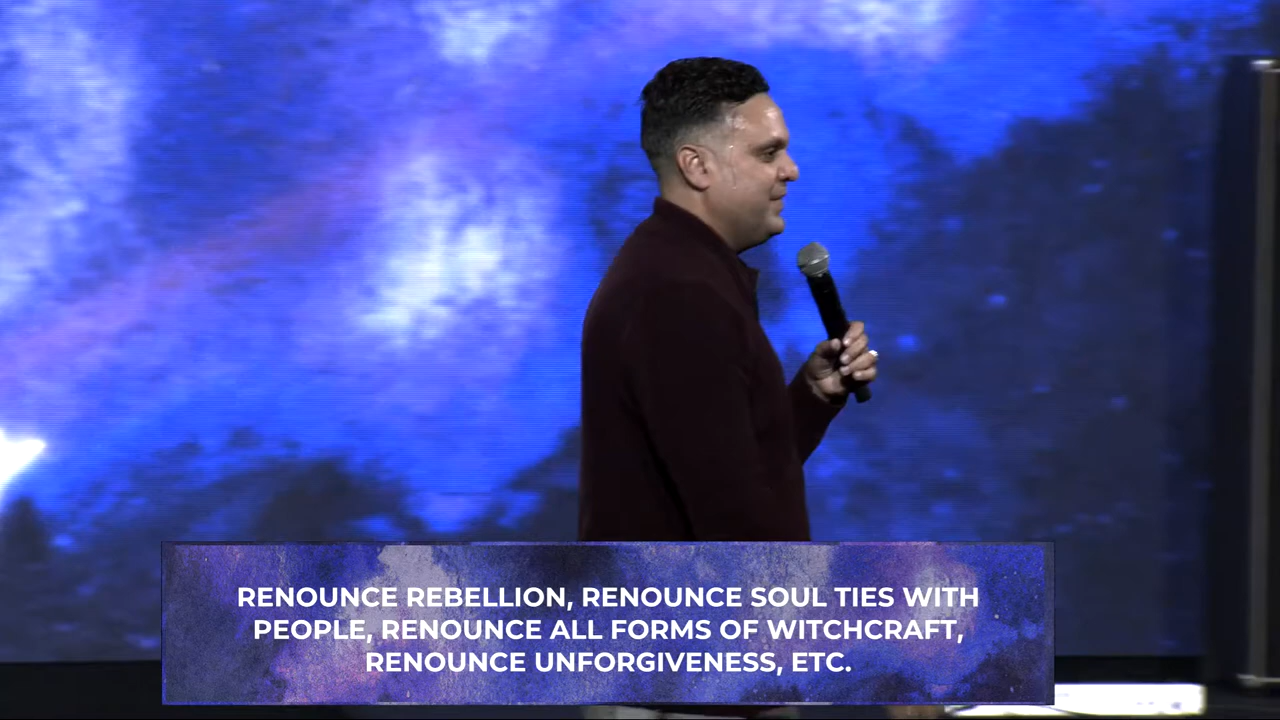 RENOUNCE REBELLION, RENOUNCE SOUL TIES WITH
PEOPLE, RENOUNCE ALL FORMS OF WITCHCRAFT,
RENOUNCE UNFORGIVENESS, ETC.